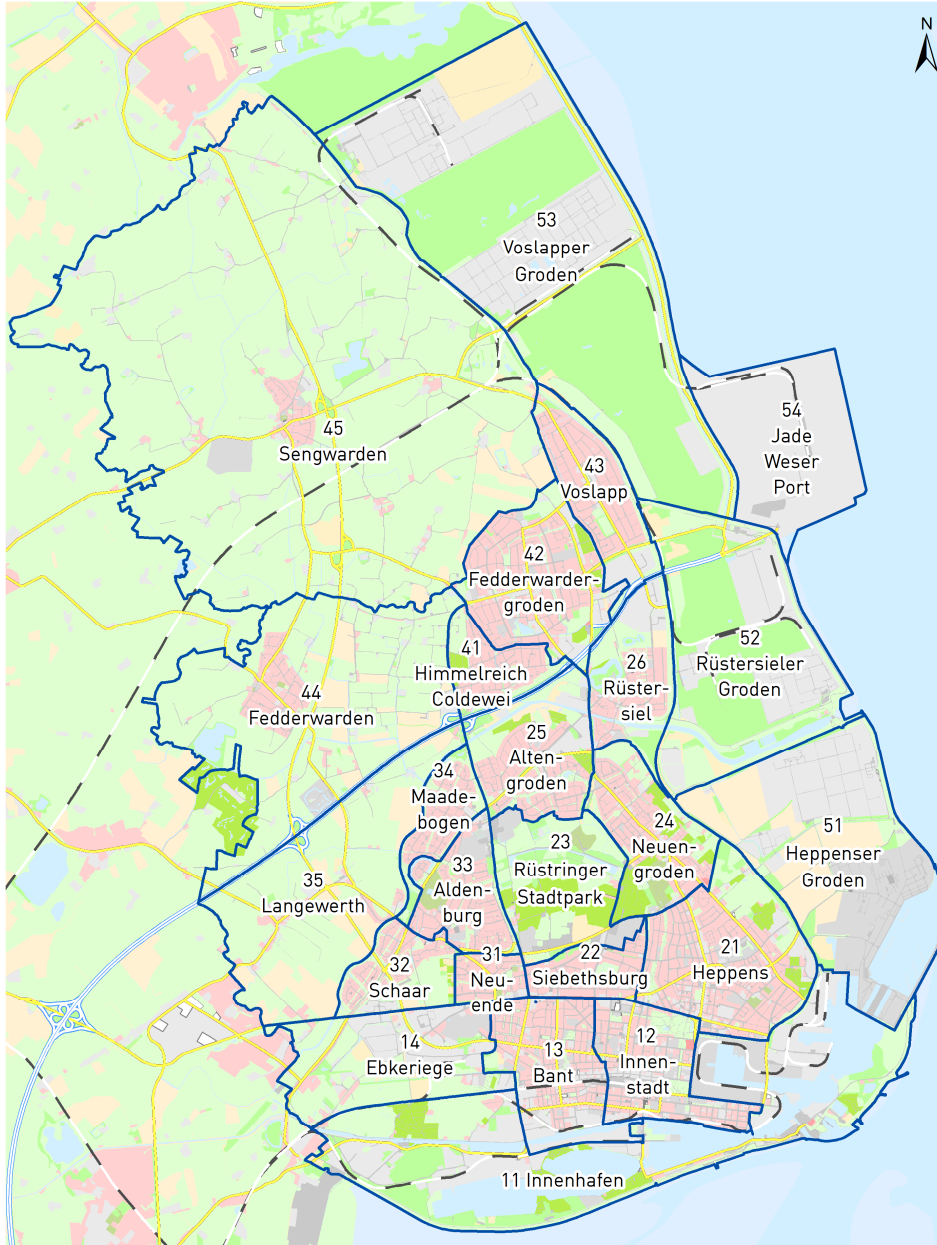 N
53
Voslapper
Groden
54
Jade
Weser
Port
45
Sengwarden
43
Voslapp
42
Fedderwarder-
groden
52
Rüstersieler
Groden
41
Himmelreich
Coldewei
26
Rüster-
siel
44
Fedderwarden
25
Alten-
groden
34
Maade-
bogen
24
Neuen-
groden
51
Heppenser
Groden
23
Rüstringer
Stadtpark
33
Alden-
burg
35
Langewerth
21
Heppens
22
Siebethsburg
31
Neu-
ende
32
Schaar
14
Ebkeriege
13
Bant
12
Innen-
stadt
11 Innenhafen